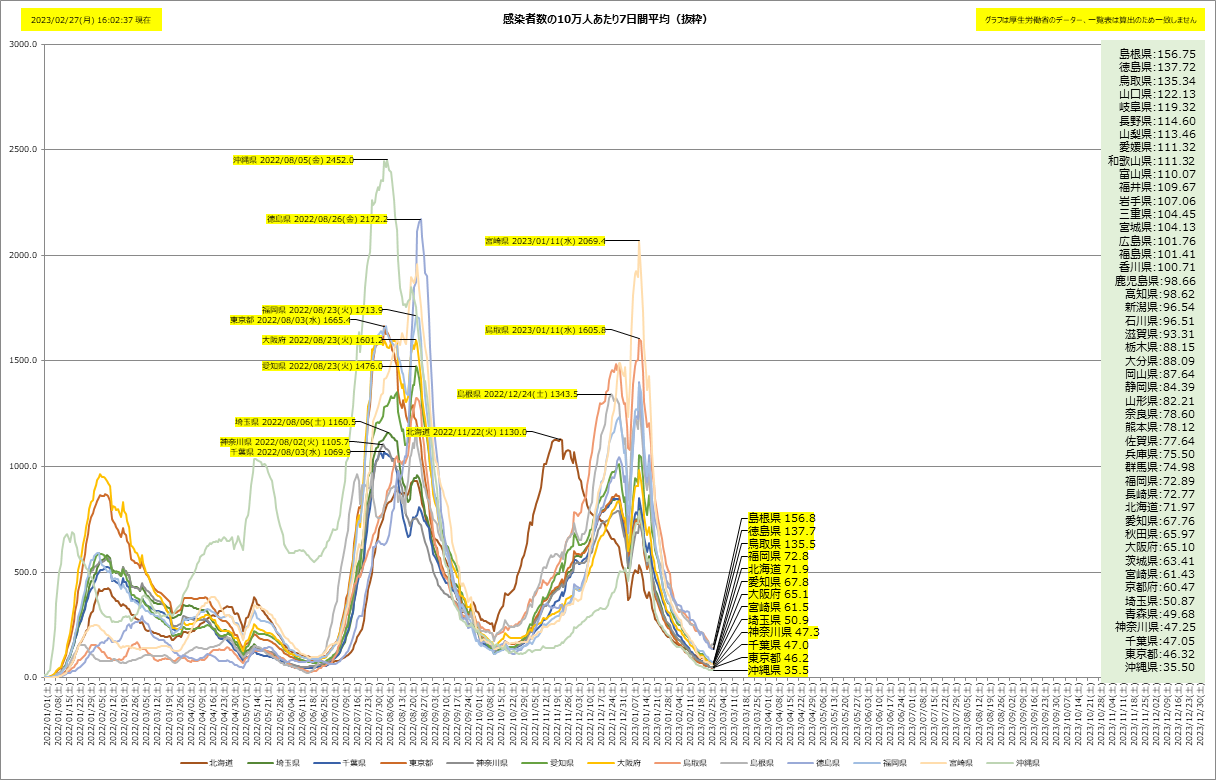 2023/02/27(月) 16:02:37 現在
感染者数の10万人あたり7日間平均（抜粋）
グラフは厚生労働省のデーター、一覧表は算出のため一致しません
3000.0
2500.0
2000.0
1500.0
1000.0
500.0
0.0
沖縄県 2022/08/05(金) 2452.0
徳島県 2022/08/26(金) 2172.2
宮崎県 2023/01/11(水) 2069.4
福岡県 2022/08/23(火) 1713.9
東京都 2022/08/03(水) 1665.4
鳥取県 2023/01/11(水) 1605.8
大阪府 2022/08/23(火) 1601.2
愛知県 2022/08/23(火) 1476.0
島根県 2022/12/24(土) 1343.5
埼玉県 2022/08/06(土) 1160.5
北海道 2022/11/22(火) 1130.0
神奈川県 2022/08/02(火) 1105.7
千葉県 2022/08/03(水) 1069.9
島根県 156.8
徳島県 137.7
鳥取県 135.5
福岡県 72.8
北海道 71.9
愛知県 67.8
大阪府 65.1
宮崎県 61.5
埼玉県 50.9
神奈川県 47.3
千葉県 47.0
東京都 46.2
沖縄県 35.5
島根県:156.75
徳島県:137.72
鳥取県:135.34
山口県:122.13
岐阜県:119.32
長野県:114.60
山梨県:113.46
愛媛県:111.32
和歌山県:111.32
富山県:110.07
福井県:109.67
岩手県:107.06
三重県:104.45
宮城県:104.13
広島県:101.76
福島県:101.41
香川県:100.71
鹿児島県:98.66
高知県:98.62
新潟県:96.54
石川県:96.51
滋賀県:93.31
栃木県:88.15
大分県:88.09
岡山県:87.64
静岡県:84.39
山形県:82.21
奈良県:78.60
熊本県:78.12
佐賀県:77.64
兵庫県:75.50
群馬県:74.98
福岡県:72.89
長崎県:72.77
北海道:71.97
愛知県:67.76
秋田県:65.97
大阪府:65.10
茨城県:63.41
宮崎県:61.43
京都府:60.47
埼玉県:50.87
青森県:49.68
神奈川県:47.25
千葉県:47.05
東京都:46.32
沖縄県:35.50
北海道 埼玉県 千葉県 東京都 神奈川県 愛知県 大阪府 鳥取県 島根県 徳島県 福岡県 宮崎県 沖縄県